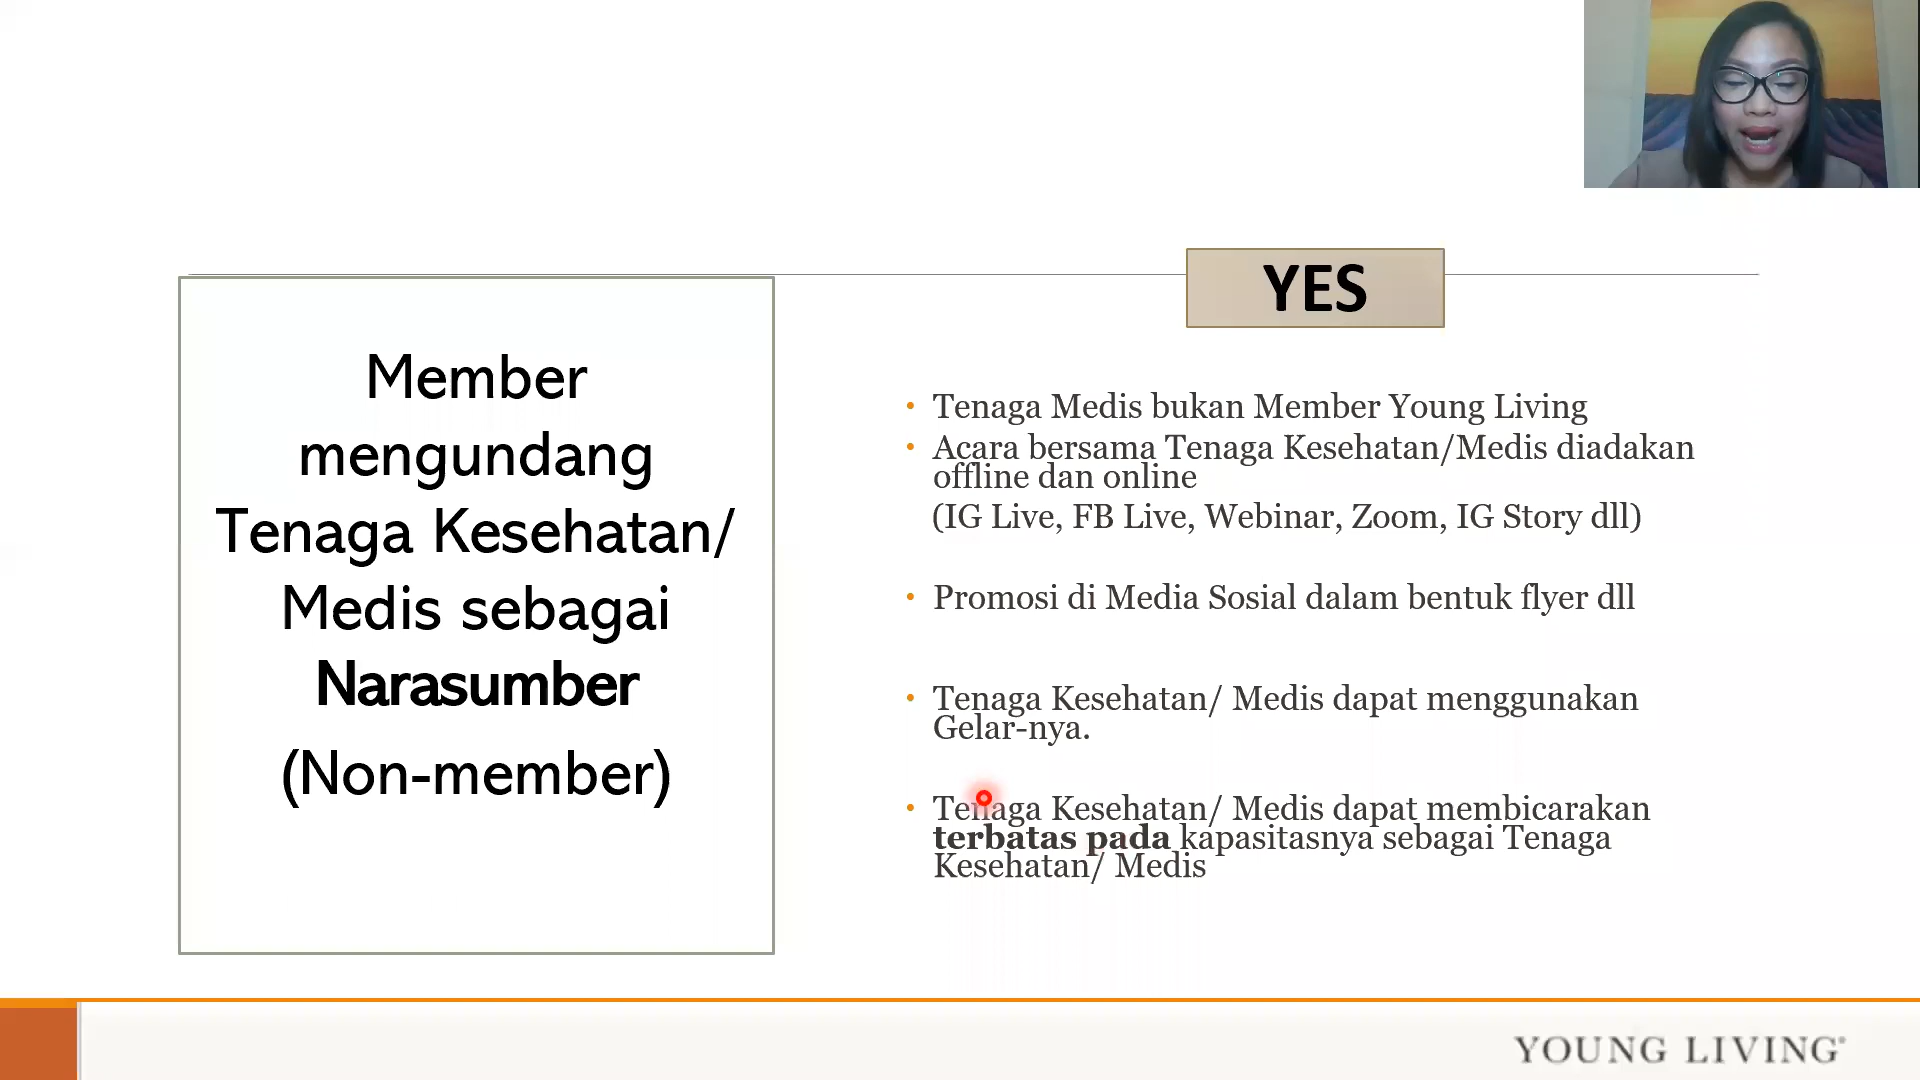 Member
mengundang
Tenaga Kesehatan/
Medis sebagai
Narasumber
(Non-member)
YES
• Tenaga Medis bukan Member Young Living
• Acara bersama Tenaga Kesehatan/Medis diadakan
offline dan online
(IG Live, FB Live, Webinar, Zoom, IG Story dll)
• Promosi di Media Sosial dalam bentuk flyer dll
• Tenaga Kesehatan/ Medis dapat menggunakan
Gelar-nya.
• Tenaga Kesehatan/ Medis dapat membicarakan
terbatas pada kapasitasnya sebagai Tenaga
Kesehatan/ Medis
YOUNG LIVING®